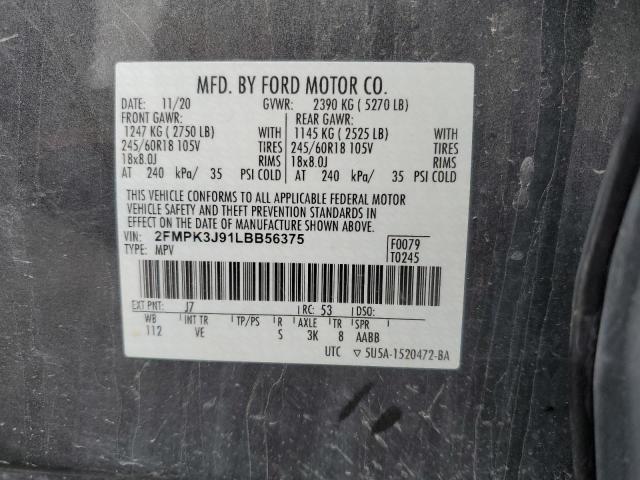 MFD. BY FORD MOTOR CO.
DATE: 11/20 GVWR: 2390 KG ( 5270 LB)
FRONT GAWR: REAR GAWR:
1247 KG ( 2750 LB) WITH 1145 KG ( 2525 LB) WITH
245/60R18 105V TIRES 245/60R18 105V TIRES
18x8.0J RIMS 18x8.0J RIMS
AT 240 kPa/ 35 PSI COLD AT 240 kPa/ 35 PSI COLD
THIS VEHICLE CONFORMS TO ALL APPLICABLE FEDERAL MOTOR
VEHICLE SAFETY AND THEFT PREVENTION STANDARDS IN
EFFECT ON THE DATE OF MANUFACTURE SHOWN ABOVE.
VIN: 2FMPK3J91LBB56375 F0079
TYPE: MPV T0245
EXT PNT: J7 RC: 53 DSO:
WB INT TR TP/PS R AXLE TR SPR
112 VE S 3K 8 AABB
UTC ▽ 5U5A-1520472-BA